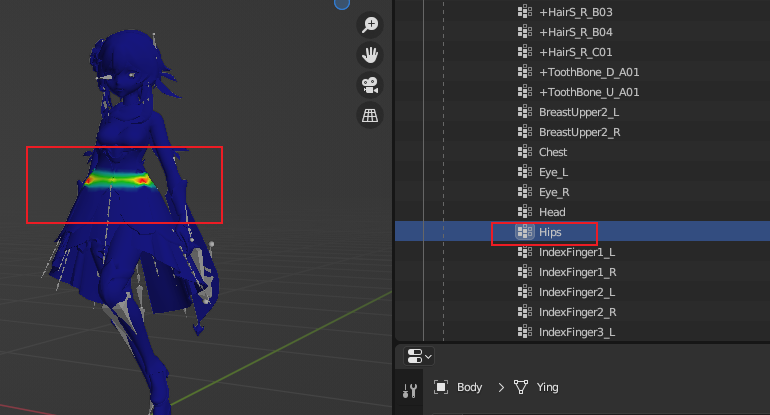 +HairS_R_B03
+HairS_R_B04
+HairS_R_C01
+ToothBone_D_A01
+ToothBone_U_A01
BreastUpper2_L
BreastUpper2_R
Chest
Eye_L
Eye_R
Head
Hips
IndexFinger1_L
IndexFinger1_R
IndexFinger2_L
IndexFinger2_R
IndexFinger3_L
Body > Ying